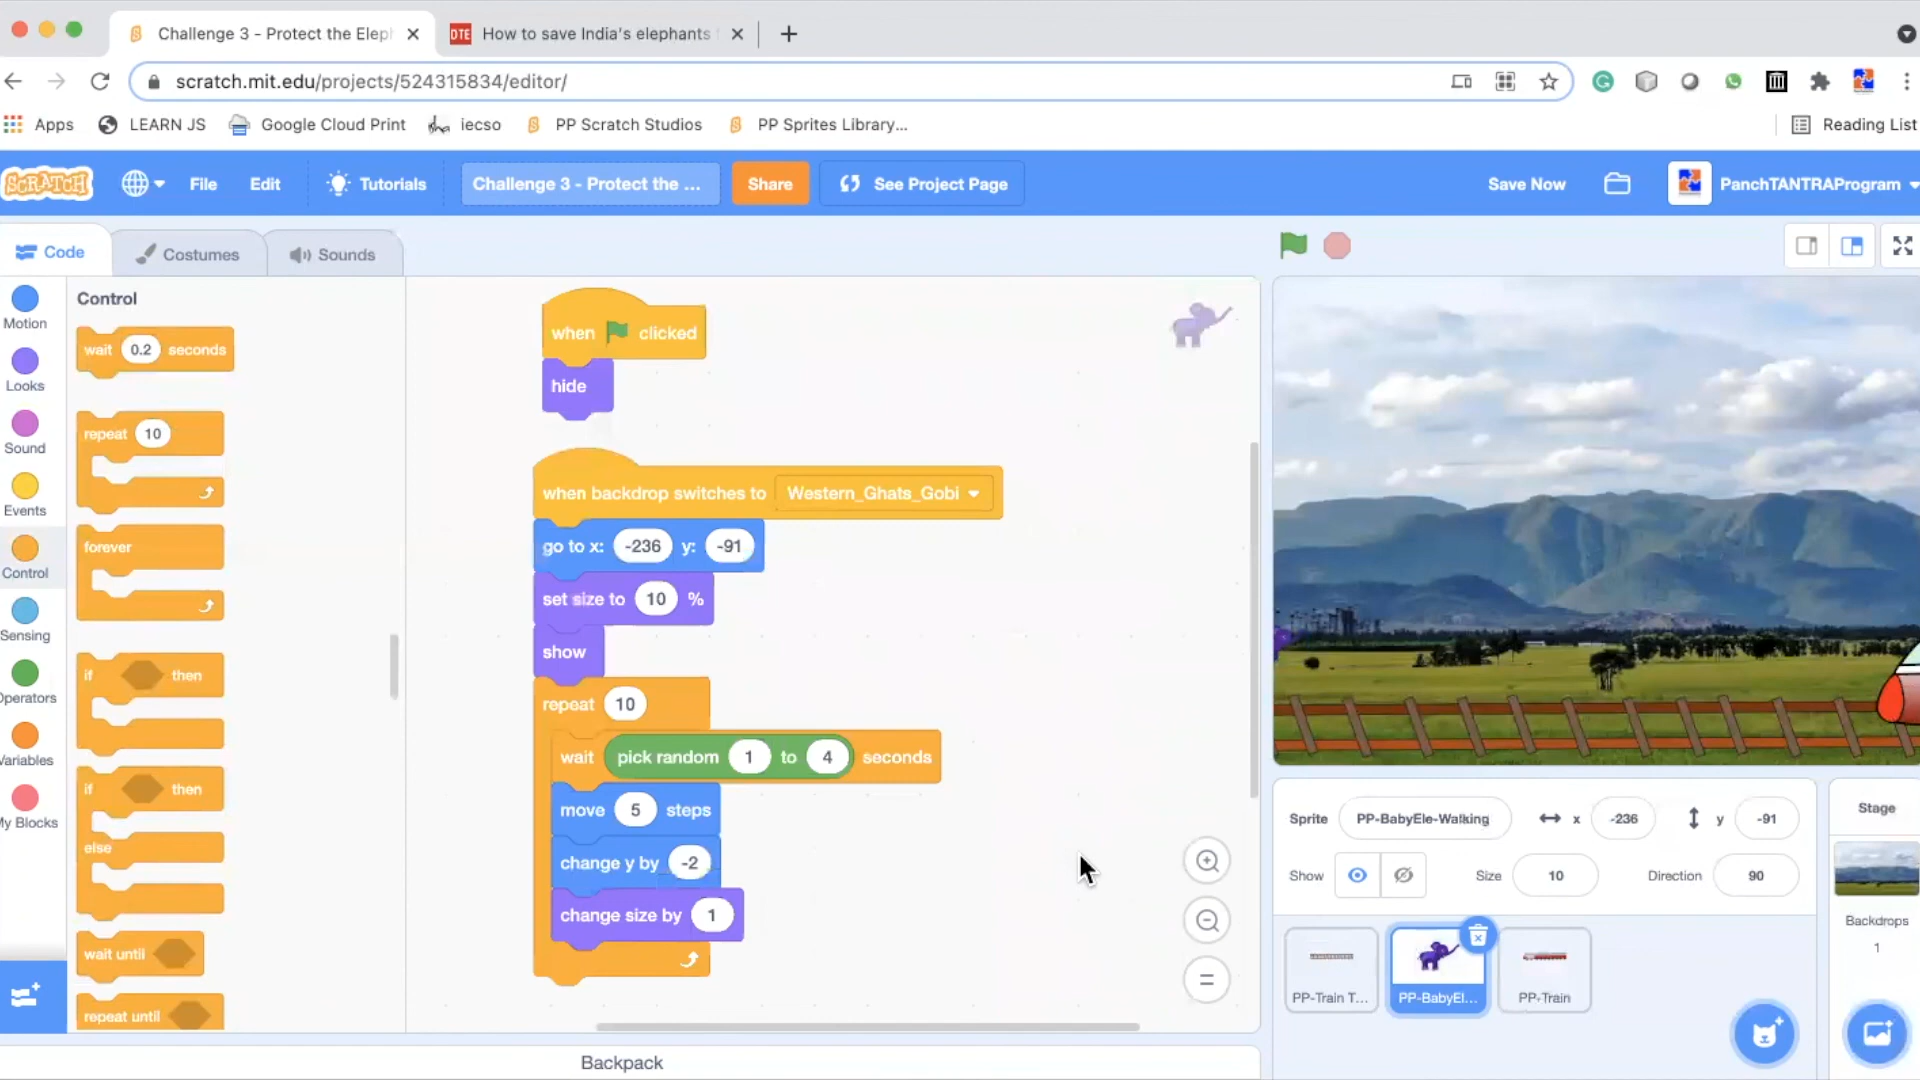 Challenge 3 - Protect the Elep
DTE How to save India's elephants
scratch.mit.edu/projects/524315834/editor/
Apps LEARN JS Google Cloud Print iecso PP Scratch Studios PP Sprites Library... Reading List
SCRATCH File Edit Tutorials Challenge 3 - Protect the ... Share See Project Page Save Now PanchTANTRAProgram
Code Costumes Sounds
Motion
Looks
Sound
Events
Control
Sensing
Operators
Variables
My Blocks
Control
wait 0.2 seconds
repeat 10
forever
if then
if then
else
wait until
repeat until
when clicked
hide
when backdrop switches to Western_Ghats_Gobi
go to x: -236 y: -91
set size to 10 %
show
repeat 10
wait pick random 1 to 4 seconds
move 5 steps
change y by -2
change size by 1
Backpack
Sprite PP-BabyEle-Walking x -236 y -91
Show Size 10 Direction 90
PP-Train T... PP-BabyEl... PP-Train
Stage
Backdrops
1